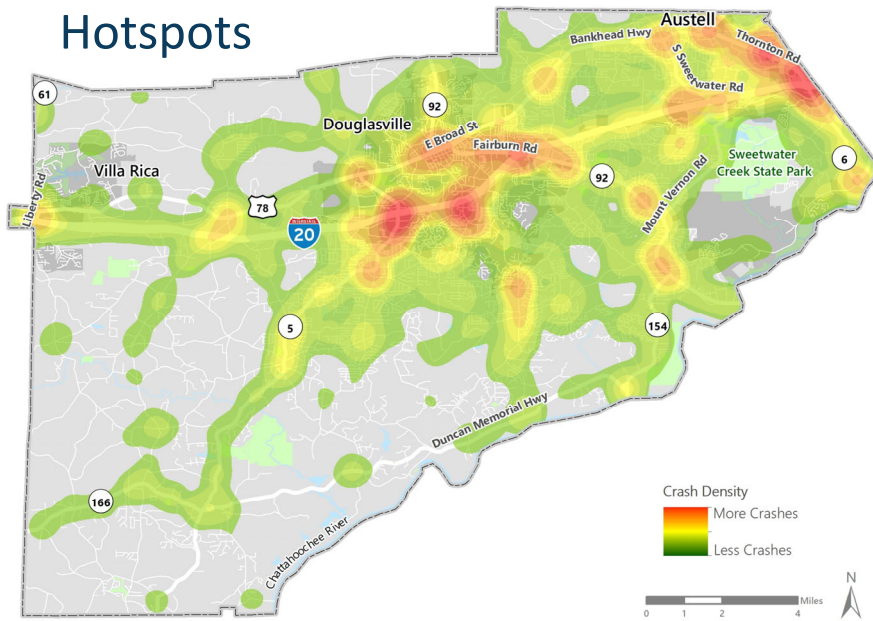 Hotspots
Austell
Bankhead Hwy
Thornton Rd
S Sweetwater Rd
61
92
Douglasville
E Broad St
Fairburn Rd
Villa Rica
Sweetwater
Creek State Park
6
92
Liberty Rd
78
Mount Vernon Rd
INTERSTATE
20
5
154
Duncan Memorial Hwy
166
Chattahoochee River
Crash Density
More Crashes
Less Crashes
N
Miles
0 1 2 4